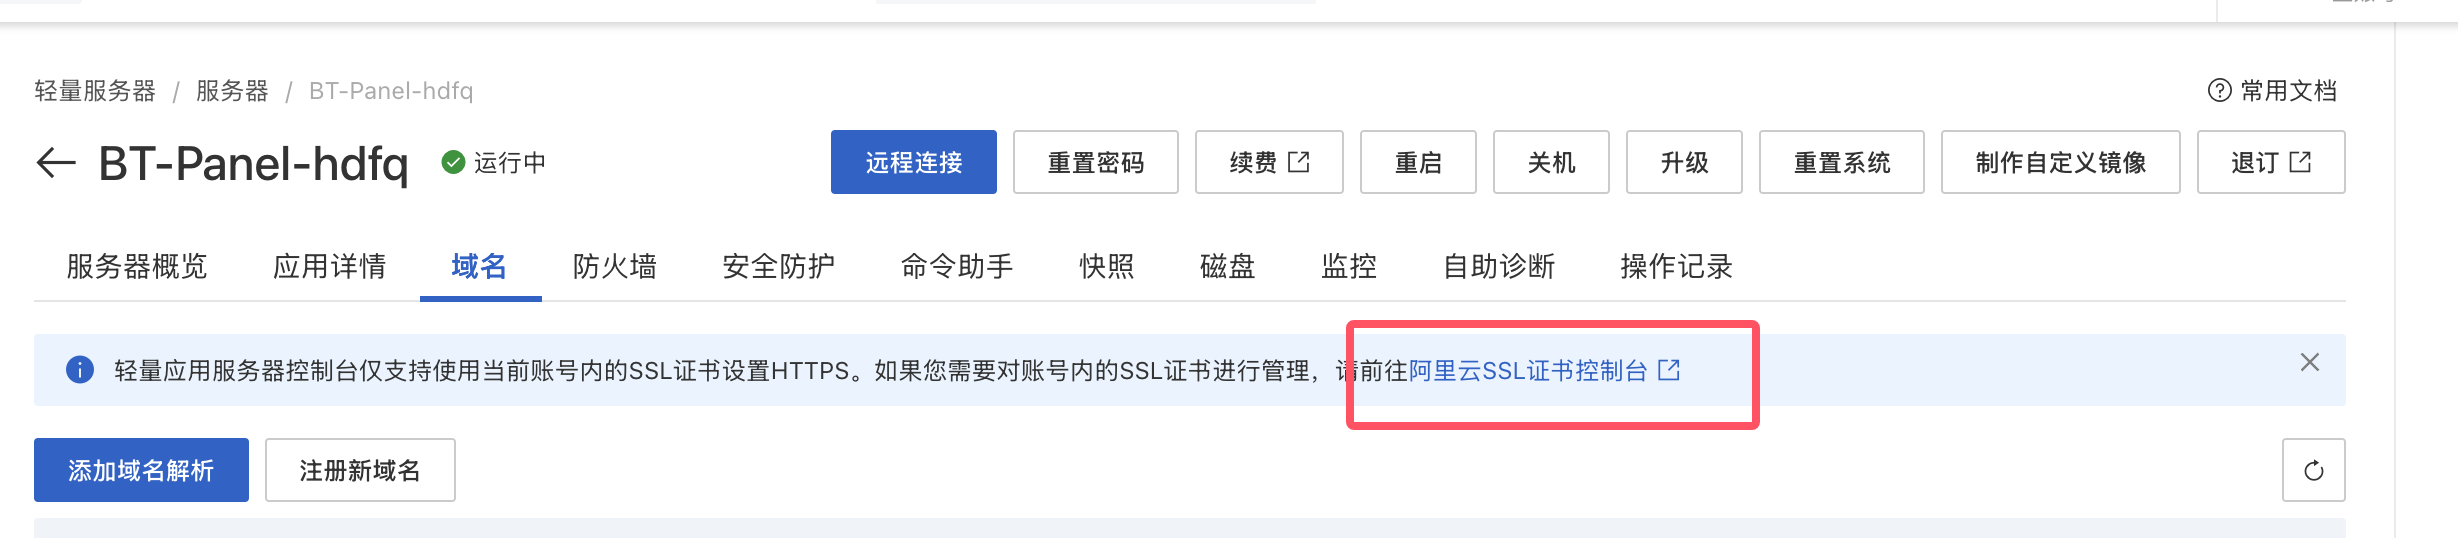 轻量服务器 / 服务器 / BT-Panel-hdfq
常用文档
BT-Panel-hdfq 运行中 远程连接 重置密码 续费 重启 关机 升级 重置系统 制作自定义镜像 退订
服务器概览 应用详情 域名 防火墙 安全防护 命令助手 快照 磁盘 监控 自助诊断 操作记录
轻量应用服务器控制台仅支持使用当前账号内的SSL证书设置HTTPS。如果您需要对账号内的SSL证书进行管理，请前往阿里云SSL证书控制台
添加域名解析 注册新域名